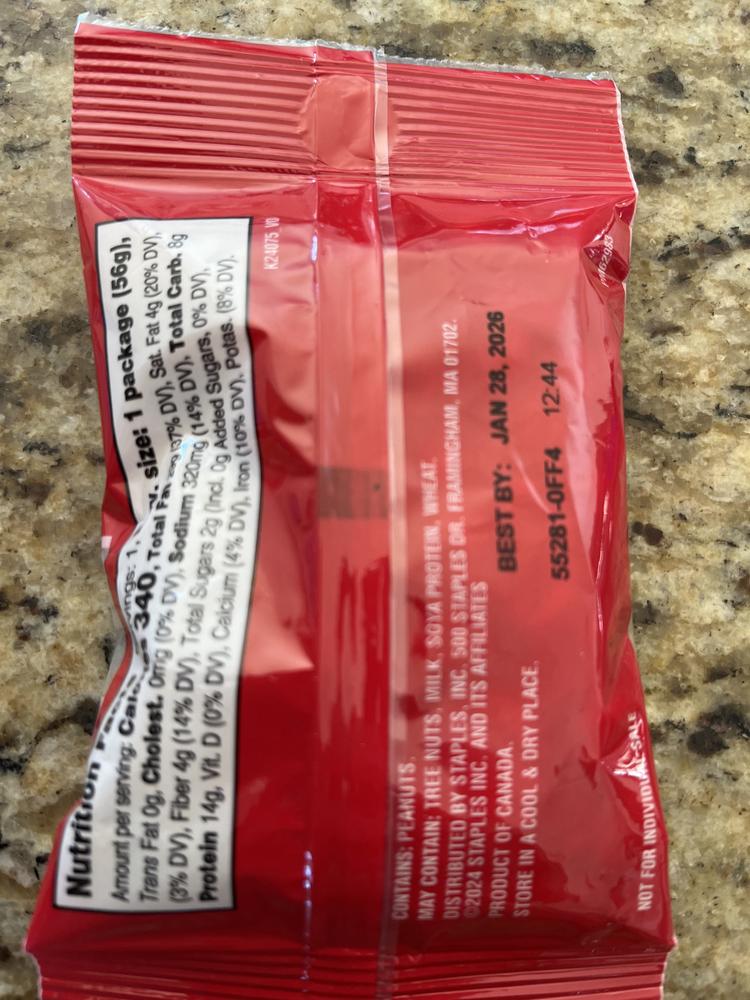 Nutrition Facts
size: 1 package (56g),
Amount per serving: Calories 340, Total Fat (37% DV), Sat. Fat 4g (20% DV),
Trans Fat 0g, Cholest. 0mg (0% DV), Sodium 320mg (14% DV), Total Carb. 8g
(3% DV), Fiber 4g (14% DV), Total Sugars 2g (Incl. 0g Added Sugars, 0% DV),
Protein 14g, Vit. D (0% DV), Calcium (4% DV), Iron (10% DV), Potas. (8% DV).
K24075 V0
CONTAINS: PEANUTS.
MAY CONTAIN: TREE NUTS, MILK, SOYA PROTEIN, WHEAT.
DISTRIBUTED BY STAPLES, INC. 500 STAPLES DR. FRAMINGHAM, MA 01702.
©2024 STAPLES INC. AND ITS AFFILIATES
PRODUCT OF CANADA.
STORE IN A COOL & DRY PLACE.
BEST BY: JAN 28, 2026
55281-0FF4 12:44
NOT FOR INDIVIDUAL SALE